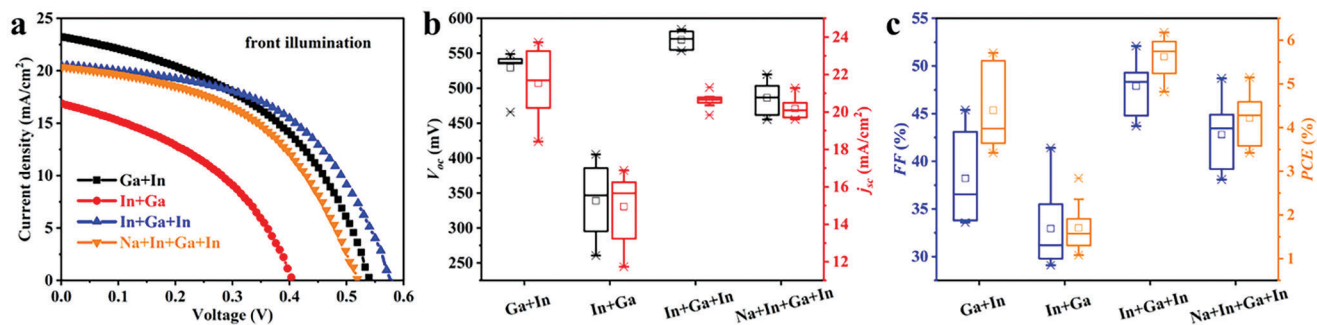 a
front illumination
25
20
15
10
5
0
Current density (mA/cm²)
Ga+In
In+Ga
In+Ga+In
Na+In+Ga+In
0.0 0.1 0.2 0.3 0.4 0.5 0.6
Voltage (V)
b
600
550
500
450
400
350
300
250
Voc (mV)
24
22
20
18
16
14
12
jsc (mA/cm²)
Ga+In In+Ga In+Ga+In Na+In+Ga+In
c
55
50
45
40
35
30
FF (%)
6
5
4
3
2
1
PCE (%)
Ga+In In+Ga In+Ga+In Na+In+Ga+In